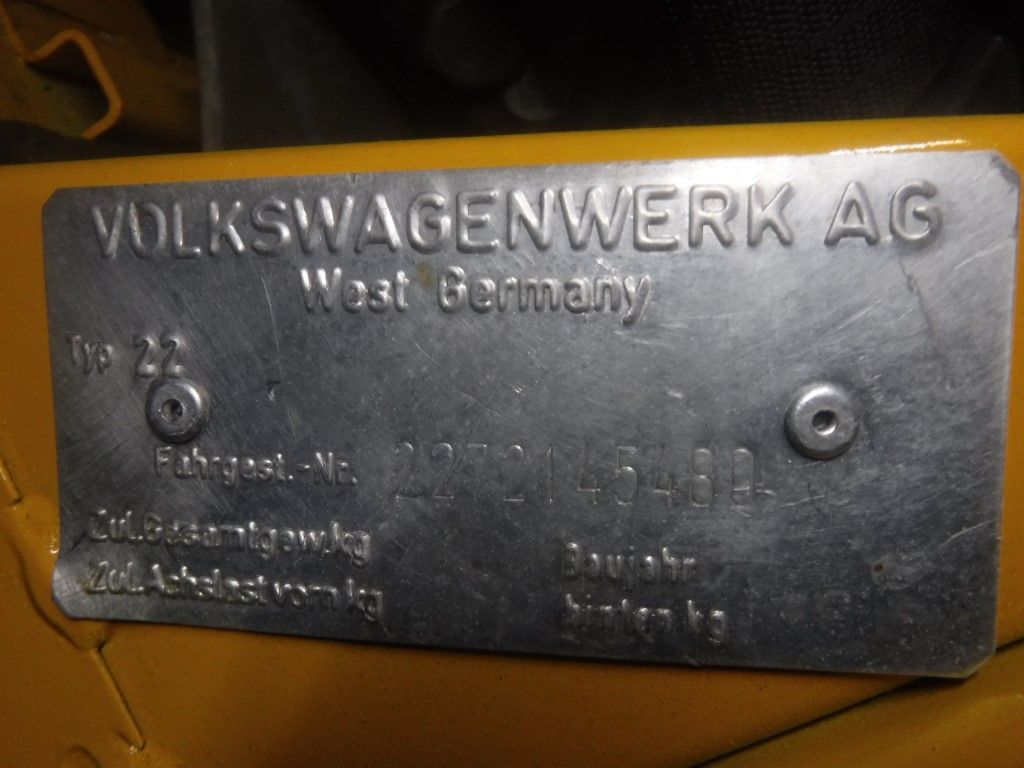 VOLKSWAGENWERK AG
West Germany
Typ 22
Fahrgest.-Nr. 2272145480
Zul.Gesamtgew.kg
Baujahr
Zul.Achslast vorn kg
hinten kg